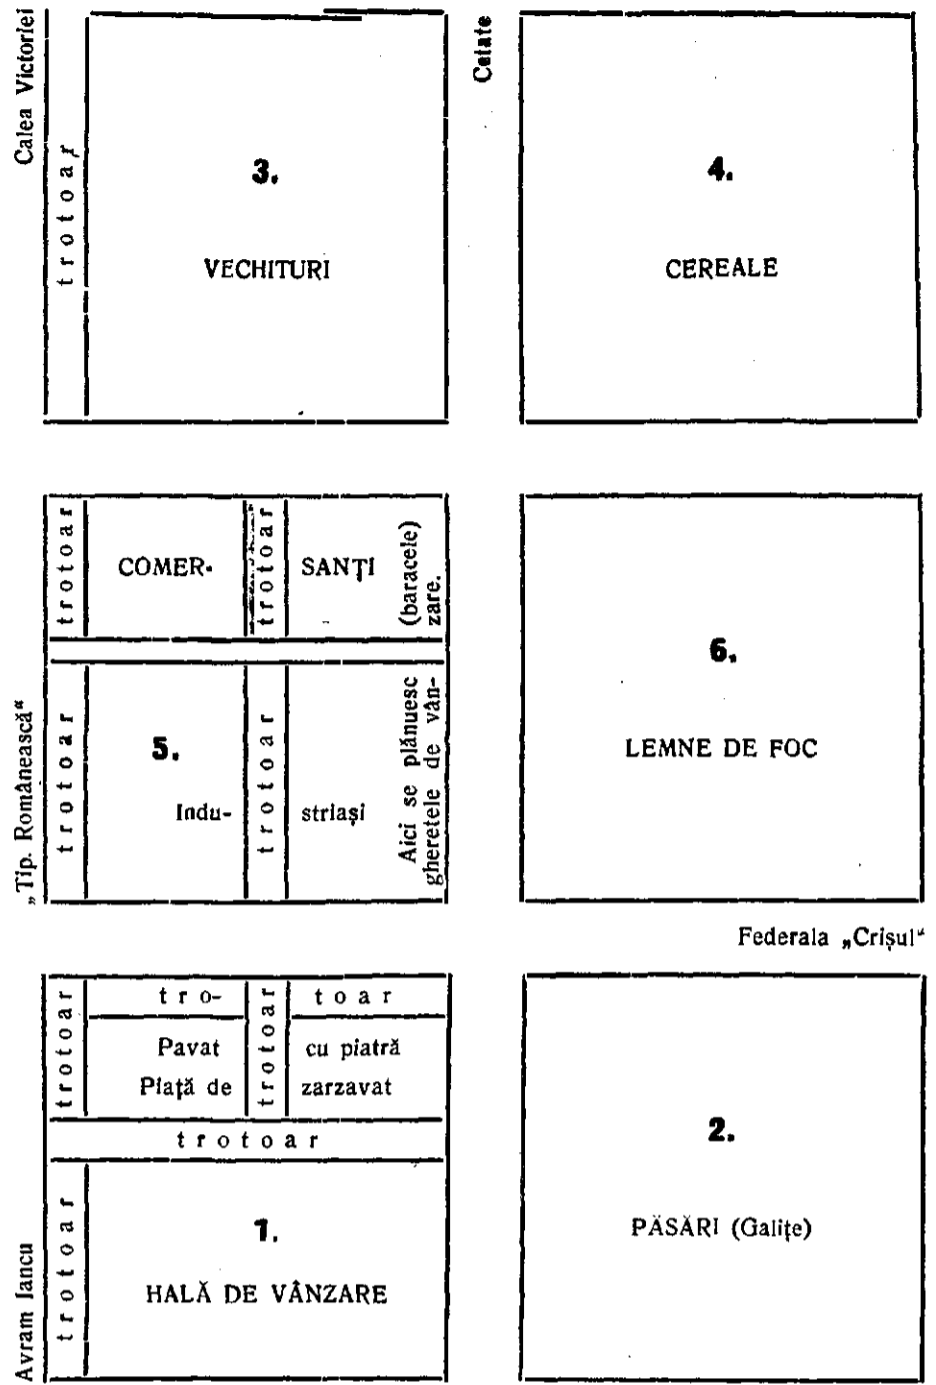 Calea Victoriei
trotoar
3.
VECHITURI
Cetate
4.
CEREALE
„Tip. Românească“
trotoar
COMER-
trotoar
SANȚI
(baracele)
zare.
trotoar
5.
Indu-
trotoar
striași
Aici se plănuesc
gheretele de vân-
6.
LEMNE DE FOC
Federala „Crișul“
Avram Iancu
trotoar
tro-
trotoar
toar
Pavat
cu piatră
Piață de
zarzavat
trotoar
trotoar
1.
HALĂ DE VÂNZARE
2.
PĂSĂRI (Galițe)